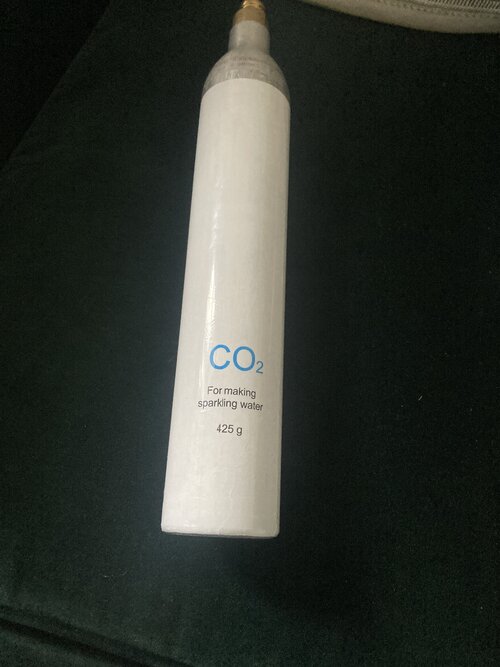 CO₂
For making
sparkling water
425 g